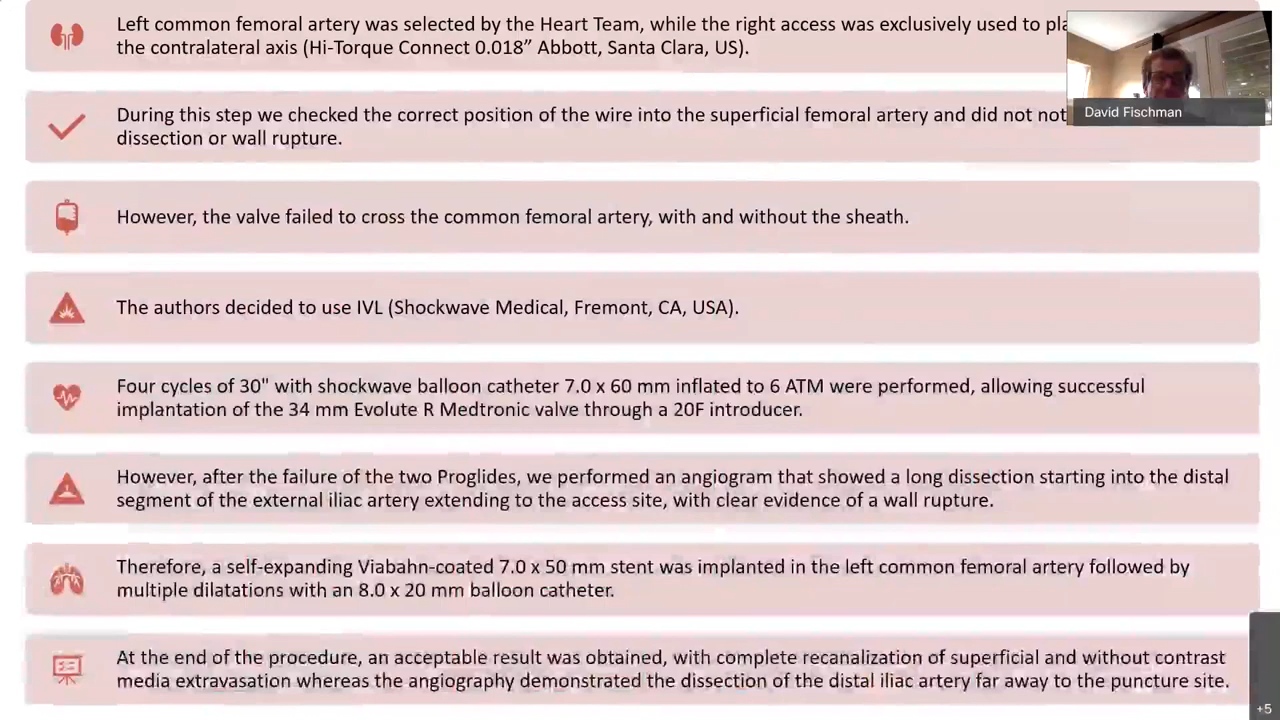 Left common femoral artery was selected by the Heart Team, while the right access was exclusively used to
the contralateral axis (Hi-Torque Connect 0.018” Abbott, Santa Clara, US).
David Fischman
During this step we checked the correct position of the wire into the superficial femoral artery and did not
dissection or wall rupture.
However, the valve failed to cross the common femoral artery, with and without the sheath.
The authors decided to use IVL (Shockwave Medical, Fremont, CA, USA).
Four cycles of 30" with shockwave balloon catheter 7.0 x 60 mm inflated to 6 ATM were performed, allowing successful
implantation of the 34 mm Evolute R Medtronic valve through a 20F introducer.
However, after the failure of the two Proglides, we performed an angiogram that showed a long dissection starting into the distal
segment of the external iliac artery extending to the access site, with clear evidence of a wall rupture.
Therefore, a self-expanding Viabahn-coated 7.0 x 50 mm stent was implanted in the left common femoral artery followed by
multiple dilatations with an 8.0 x 20 mm balloon catheter.
At the end of the procedure, an acceptable result was obtained, with complete recanalization of superficial and without contrast
media extravasation whereas the angiography demonstrated the dissection of the distal iliac artery far away to the puncture site.
+5